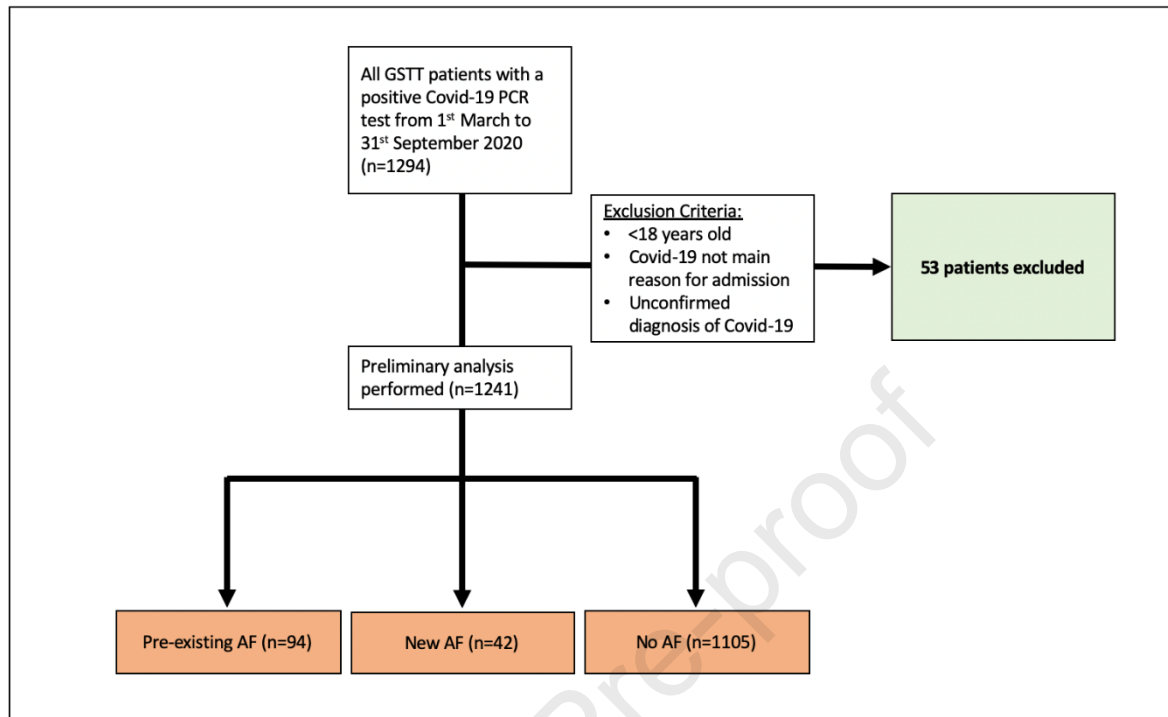 All GSTT patients with a
positive Covid-19 PCR
test from 1st March to
31st September 2020
(n=1294)
Exclusion Criteria:
• <18 years old
• Covid-19 not main
reason for admission
• Unconfirmed
diagnosis of Covid-19
53 patients excluded
Preliminary analysis
performed (n=1241)
Pre-existing AF (n=94)
New AF (n=42)
No AF (n=1105)
Pre-proof